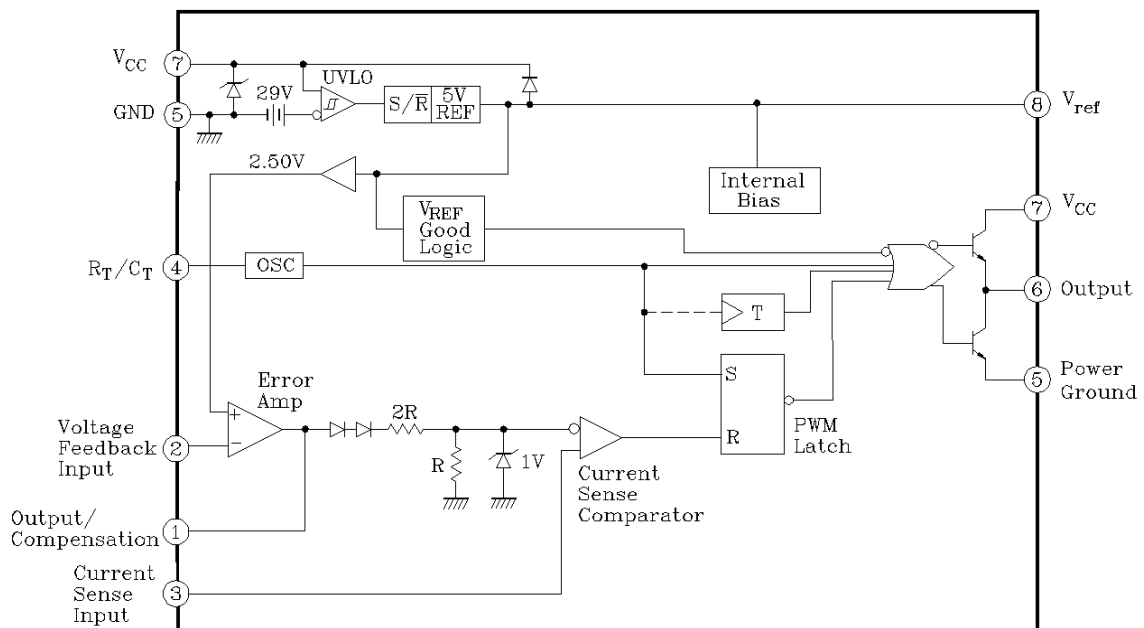 V_CC 7
UVLO
29V
S/R̅ 5V REF
GND 5
8 V_ref
2.50V
Internal
Bias
V_REF
Good
Logic
7 V_CC
R_T/C_T 4
OSC
6 Output
T
S
R
PWM
Latch
5 Power
Ground
Error
Amp
+
−
2R
R
1V
Voltage
Feedback
Input
2
Current
Sense
Comparator
Output/
Compensation
1
Current
Sense
Input
3